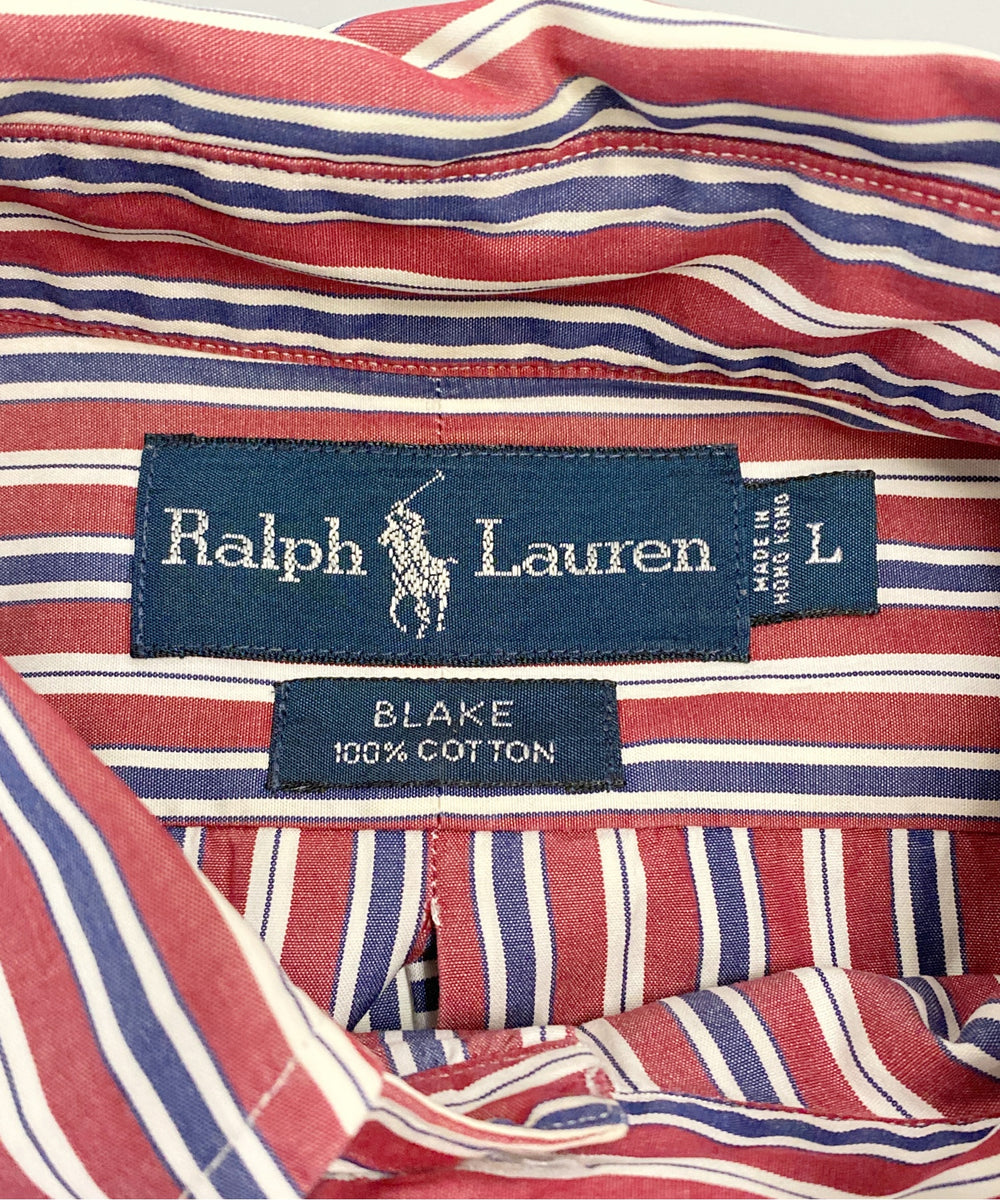 Ralph Lauren
MADE IN
HONG KONG
L
BLAKE
100% COTTON